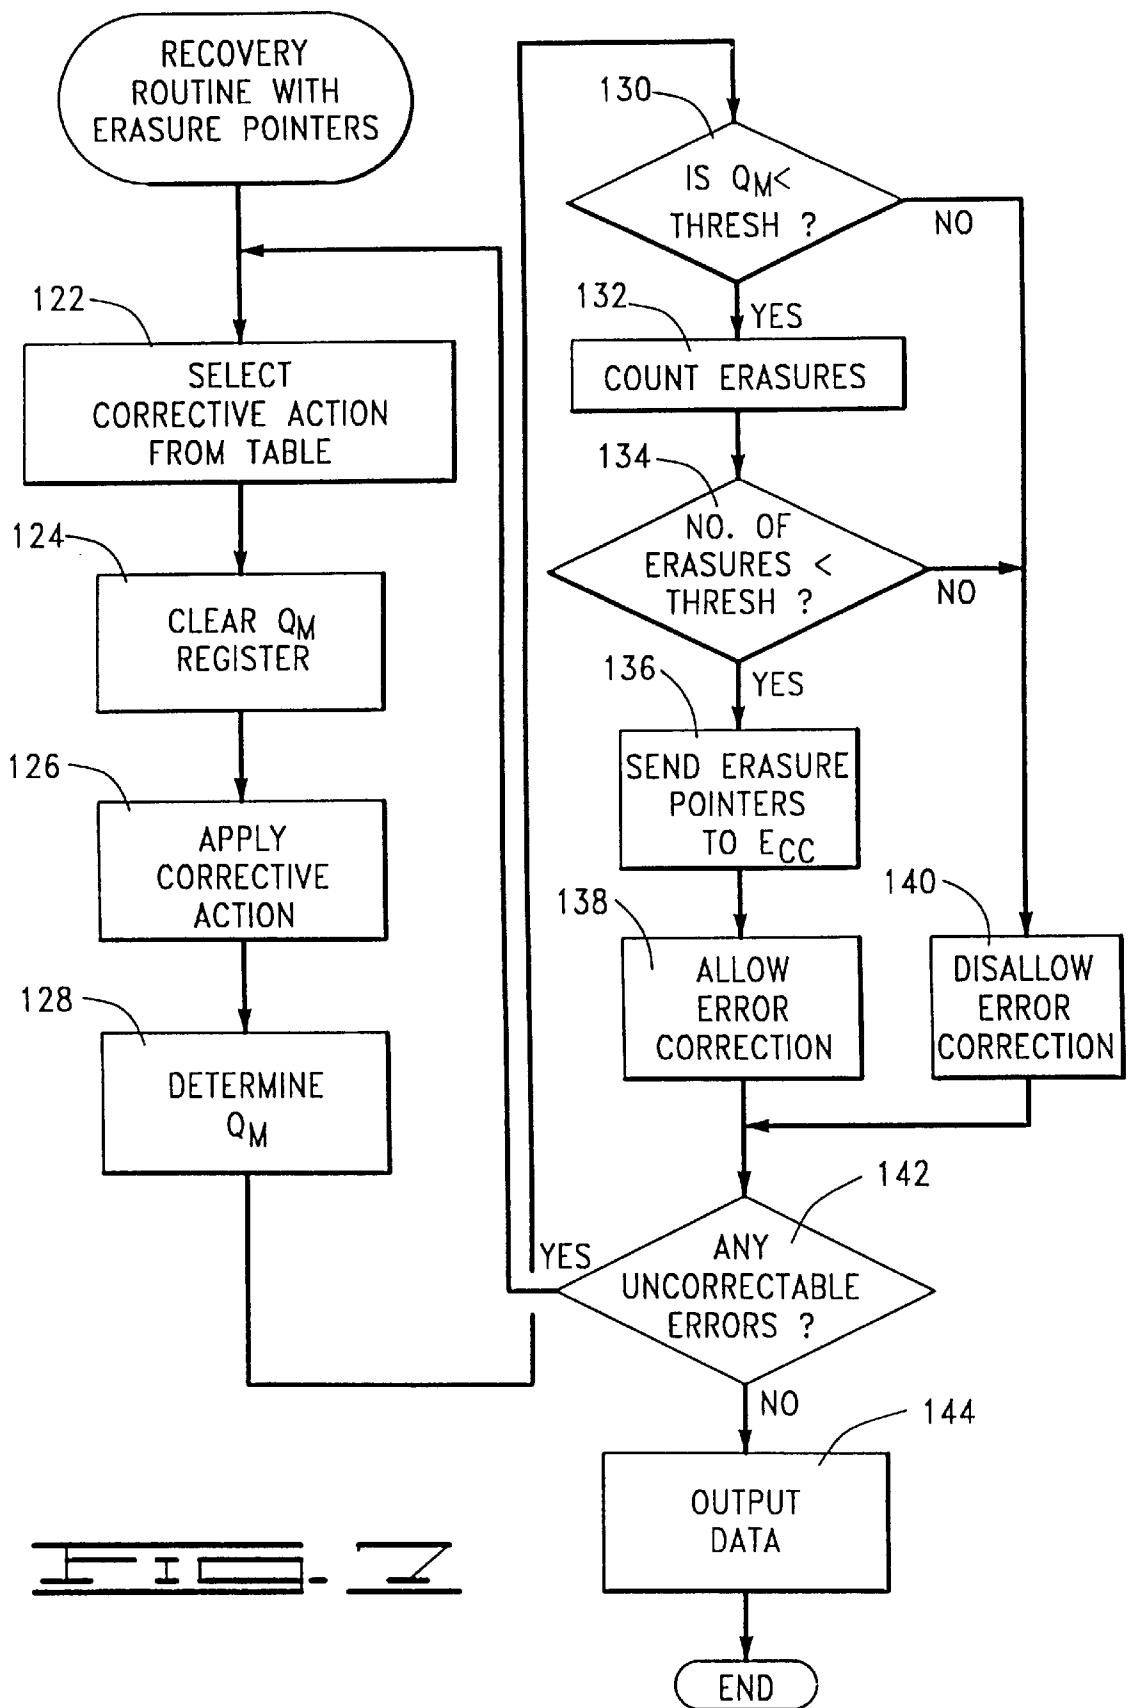 RECOVERY
ROUTINE WITH
ERASURE POINTERS
122
SELECT
CORRECTIVE ACTION
FROM TABLE
124
CLEAR QM
REGISTER
126
APPLY
CORRECTIVE
ACTION
128
DETERMINE
QM
130
IS QM<
THRESH ?
NO
YES
132
COUNT ERASURES
134
NO. OF
ERASURES <
THRESH ?
NO
YES
136
SEND ERASURE
POINTERS
TO ECC
138
ALLOW
ERROR
CORRECTION
140
DISALLOW
ERROR
CORRECTION
142
YES
ANY
UNCORRECTABLE
ERRORS ?
NO
144
OUTPUT
DATA
END
FIG. 7